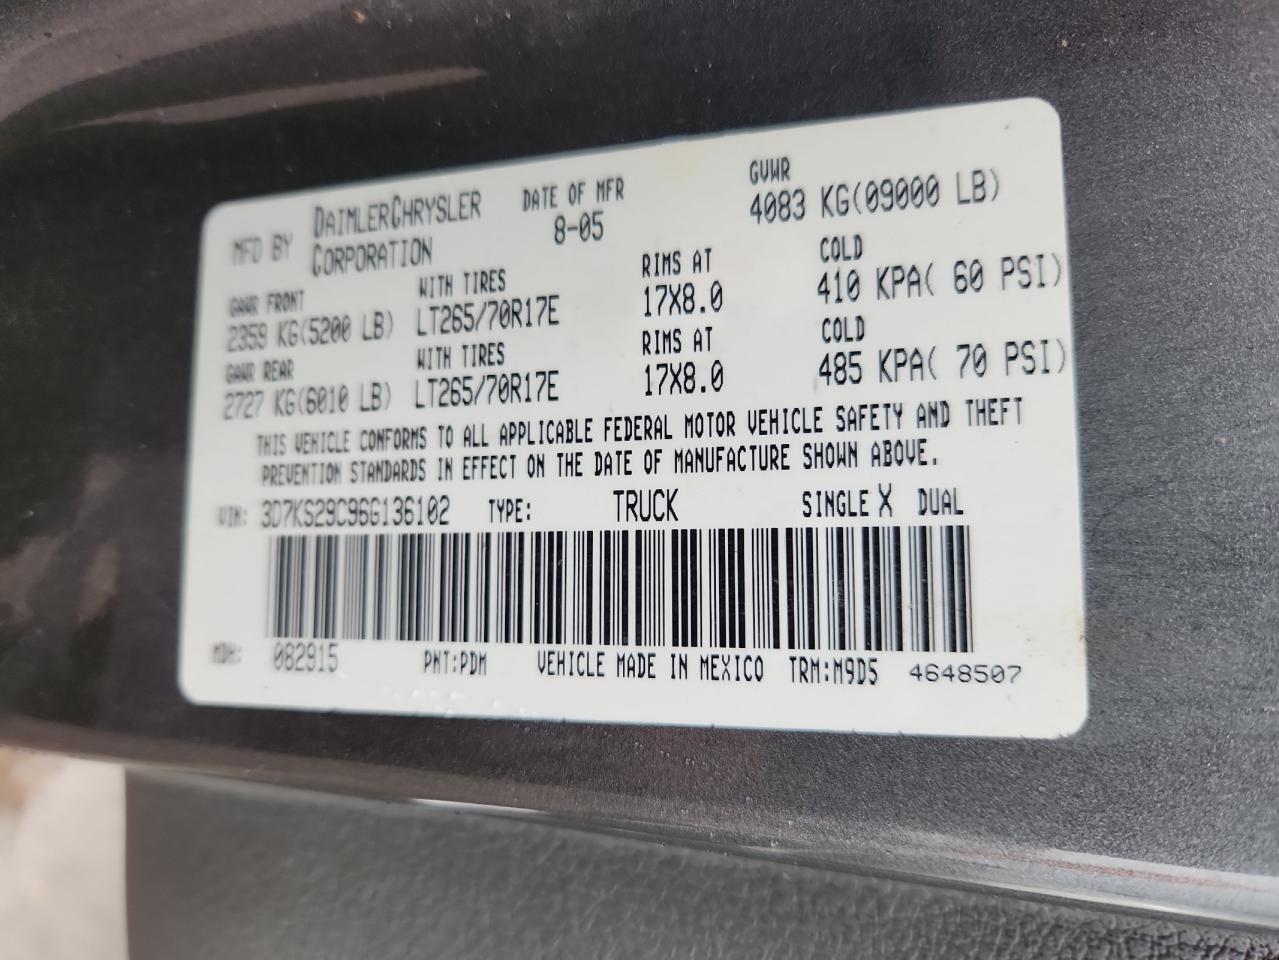 MFD BY DAIMLERCHRYSLER CORPORATION DATE OF MFR 8-05 GVWR 4083 KG(09000 LB)
GAWR FRONT WITH TIRES RIMS AT COLD
2359 KG(5200 LB) LT265/70R17E 17X8.0 410 KPA( 60 PSI)
GAWR REAR WITH TIRES RIMS AT COLD
2727 KG(6010 LB) LT265/70R17E 17X8.0 485 KPA( 70 PSI)
THIS VEHICLE CONFORMS TO ALL APPLICABLE FEDERAL MOTOR VEHICLE SAFETY AND THEFT
PREVENTION STANDARDS IN EFFECT ON THE DATE OF MANUFACTURE SHOWN ABOVE.
VIN: 3D7KS29C96G136102 TYPE: TRUCK SINGLE X DUAL
MDH: 082915 PNT:PDM VEHICLE MADE IN MEXICO TRM:M9D5 4648507